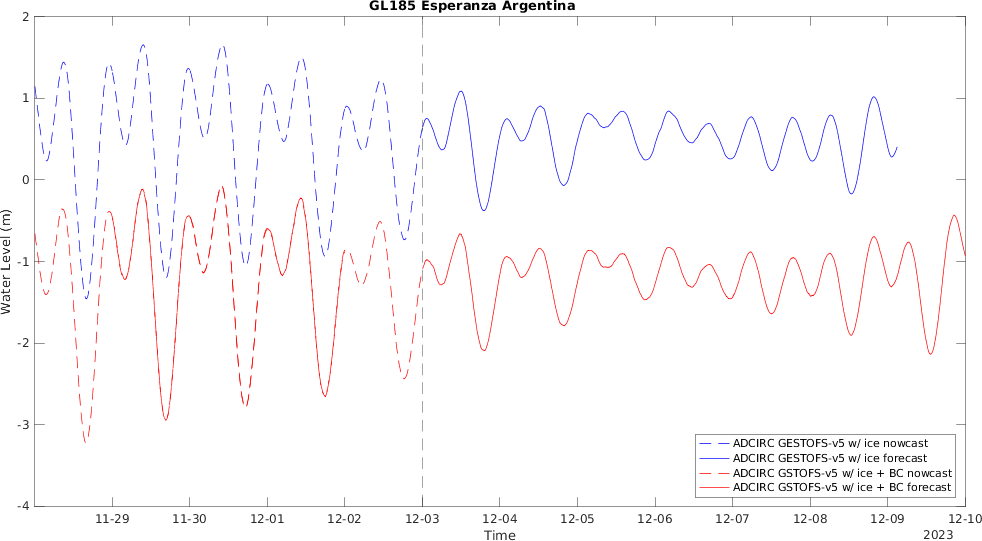 GL185 Esperanza Argentina
2
1
0
-1
-2
-3
-4
Water Level (m)
ADCIRC GESTOFS-v5 w/ ice nowcast
ADCIRC GESTOFS-v5 w/ ice forecast
ADCIRC GSTOFS-v5 w/ ice + BC nowcast
ADCIRC GSTOFS-v5 w/ ice + BC forecast
11-29 11-30 12-01 12-02 12-03 12-04 12-05 12-06 12-07 12-08 12-09 12-10
Time
2023